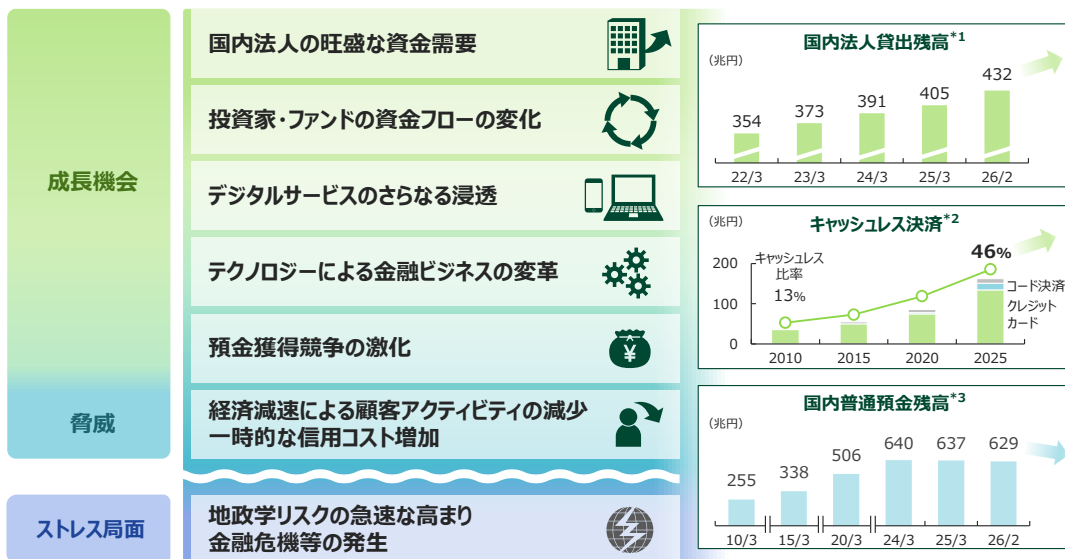 成長機会
脅威
ストレス局面
国内法人の旺盛な資金需要
投資家・ファンドの資金フローの変化
デジタルサービスのさらなる浸透
テクノロジーによる金融ビジネスの変革
預金獲得競争の激化
経済減速による顧客アクティビティの減少
一時的な信用コスト増加
地政学リスクの急速な高まり
金融危機等の発生
¥
国内法人貸出残高*1
(兆円)
354 373 391 405 432
22/3 23/3 24/3 25/3 26/2
キャッシュレス決済*2
(兆円)
46%
キャッシュレス
比率
13%
コード決済
クレジット
カード
200
100
0
2010 2015 2020 2025
国内普通預金残高*3
(兆円)
255 338 506 640 637 629
10/3 15/3 20/3 24/3 25/3 26/2